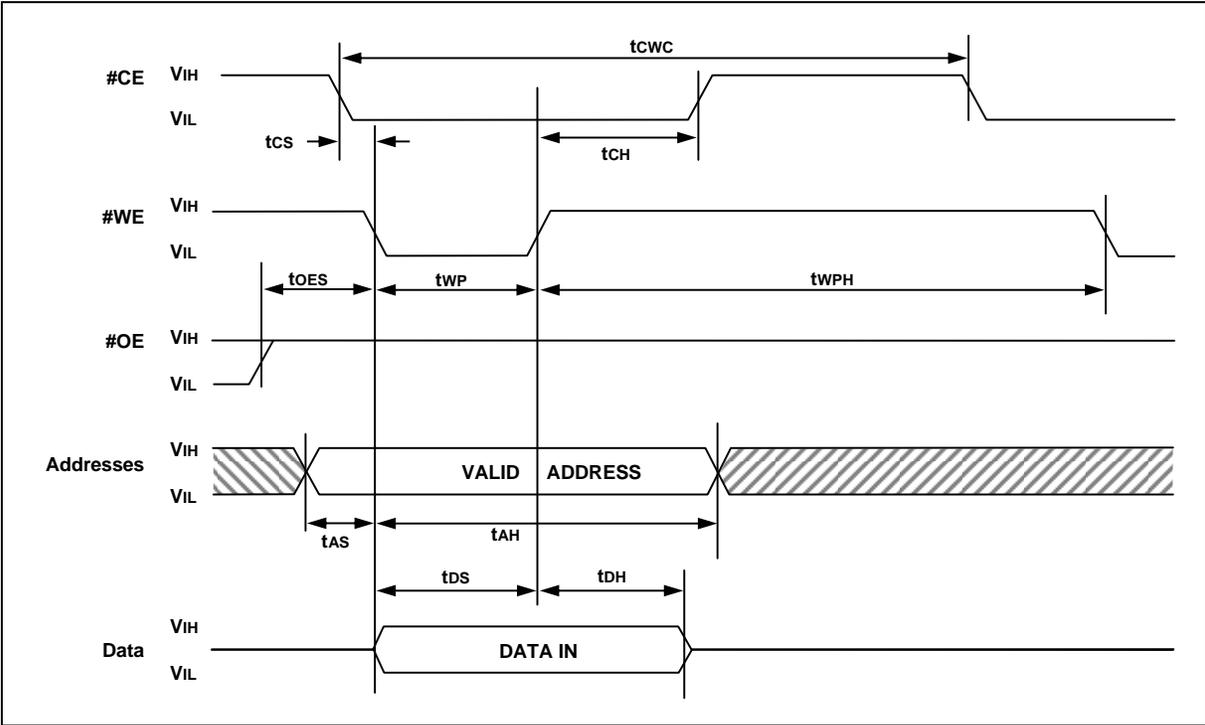 tCWC
#CE VIH
VIL
tCS
tCH
#WE VIH
VIL
tOES tWP tWPH
#OE VIH
VIL
Addresses VIH
VALID ADDRESS
VIL
tAS tAH
tDS tDH
VIH
Data DATA IN
VIL